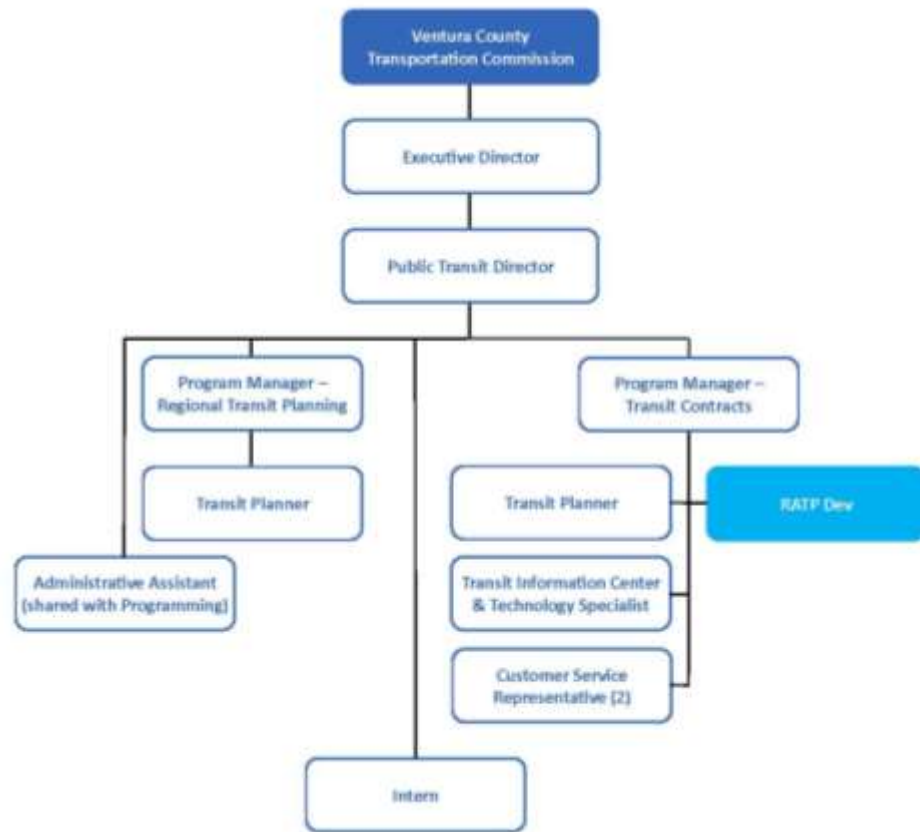 Ventura County
Transportation Commission
Executive Director
Public Transit Director
Program Manager –
Regional Transit Planning
Program Manager –
Transit Contracts
Transit Planner
Transit Planner
RATP Dev
Administrative Assistant
(shared with Programming)
Transit Information Center
& Technology Specialist
Customer Service
Representative (2)
Intern